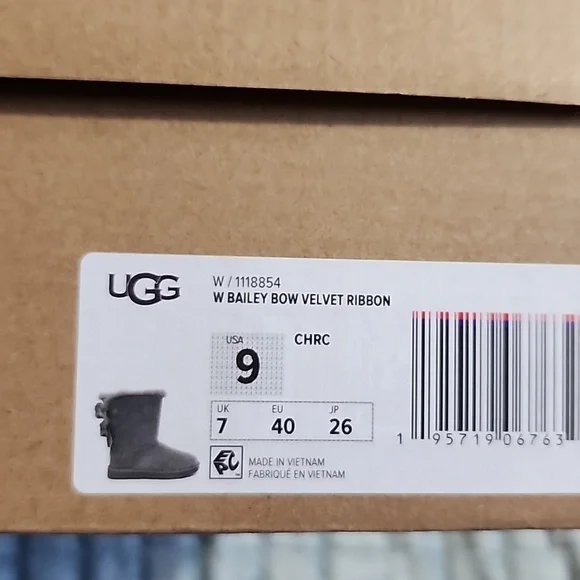 UGG
W / 1118854
W BAILEY BOW VELVET RIBBON
USA
9
CHRC
UK EU JP
7 40 26
1 95719 06763
MADE IN VIETNAM
FABRIQUÉ EN VIETNAM